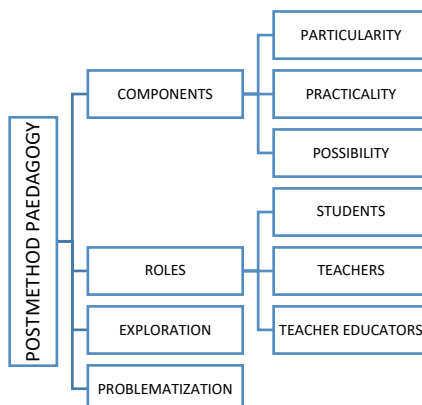 POSTMETHOD PAEDAGOGY
COMPONENTS
PARTICULARITY
PRACTICALITY
POSSIBILITY
ROLES
STUDENTS
TEACHERS
TEACHER EDUCATORS
EXPLORATION
PROBLEMATIZATION